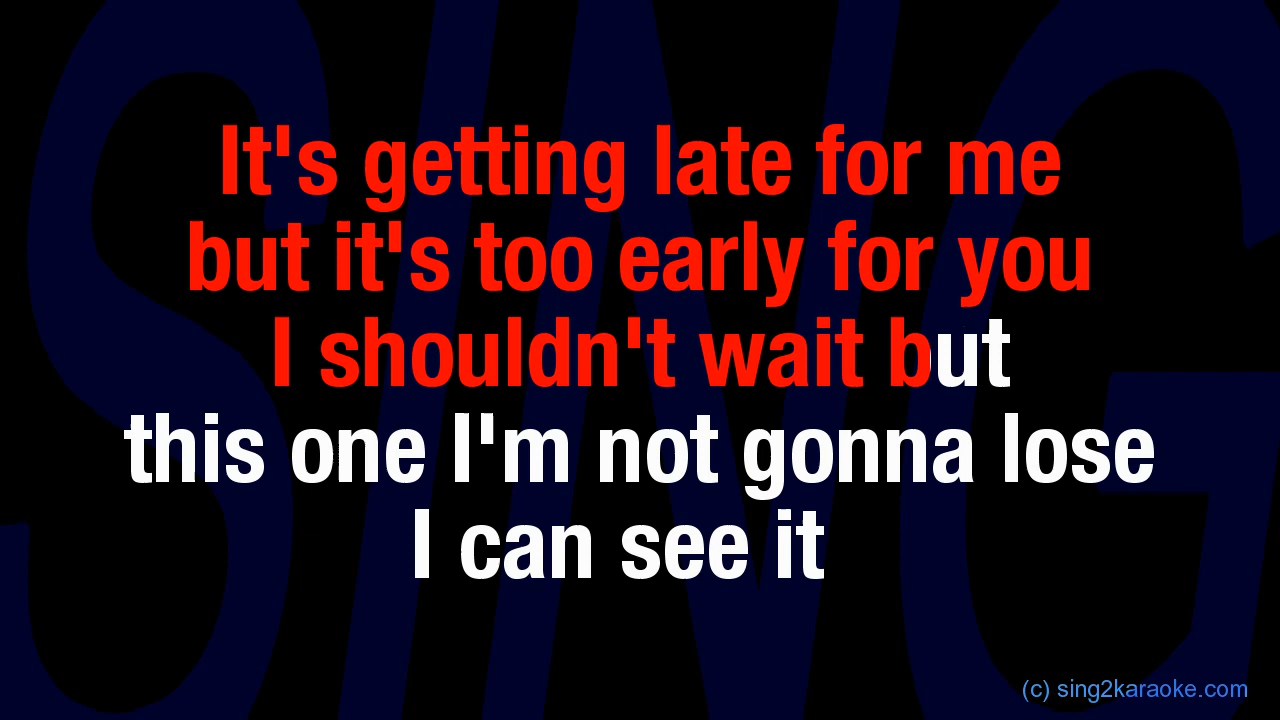 SING
It's getting late for me
but it's too early for you
I shouldn't wait but
this one I'm not gonna lose
I can see it
(c) sing2karaoke.com